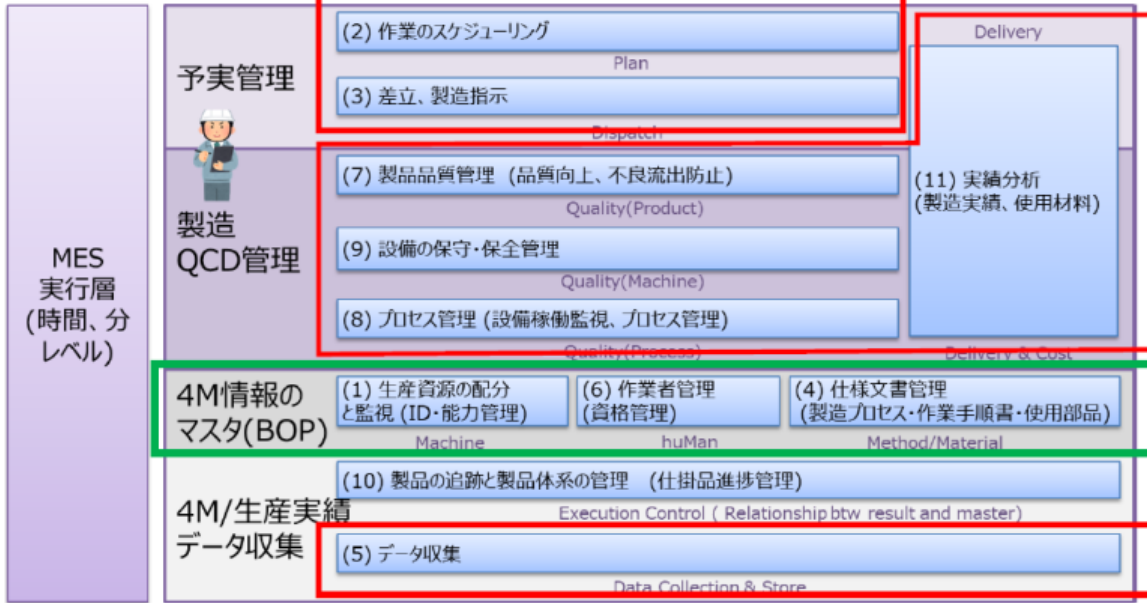 MES
実行層
(時間、分
レベル)
予実管理
(2) 作業のスケジューリング
Plan
(3) 差立、製造指示
Dispatch
Delivery
製造
QCD管理
(7) 製品品質管理 (品質向上、不良流出防止)
Quality(Product)
(9) 設備の保守・保全管理
Quality(Machine)
(8) プロセス管理 (設備稼働監視、プロセス管理)
Quality(Process)
(11) 実績分析
(製造実績、使用材料)
Delivery & Cost
4M情報の
マスタ(BOP)
(1) 生産資源の配分
と監視 (ID・能力管理)
Machine
(6) 作業者管理
(資格管理)
huMan
(4) 仕様文書管理
(製造プロセス・作業手順書・使用部品)
Method/Material
4M/生産実績
データ収集
(10) 製品の追跡と製品体系の管理 (仕掛品進捗管理)
Execution Control ( Relationship btw result and master)
(5) データ収集
Data Collection & Store